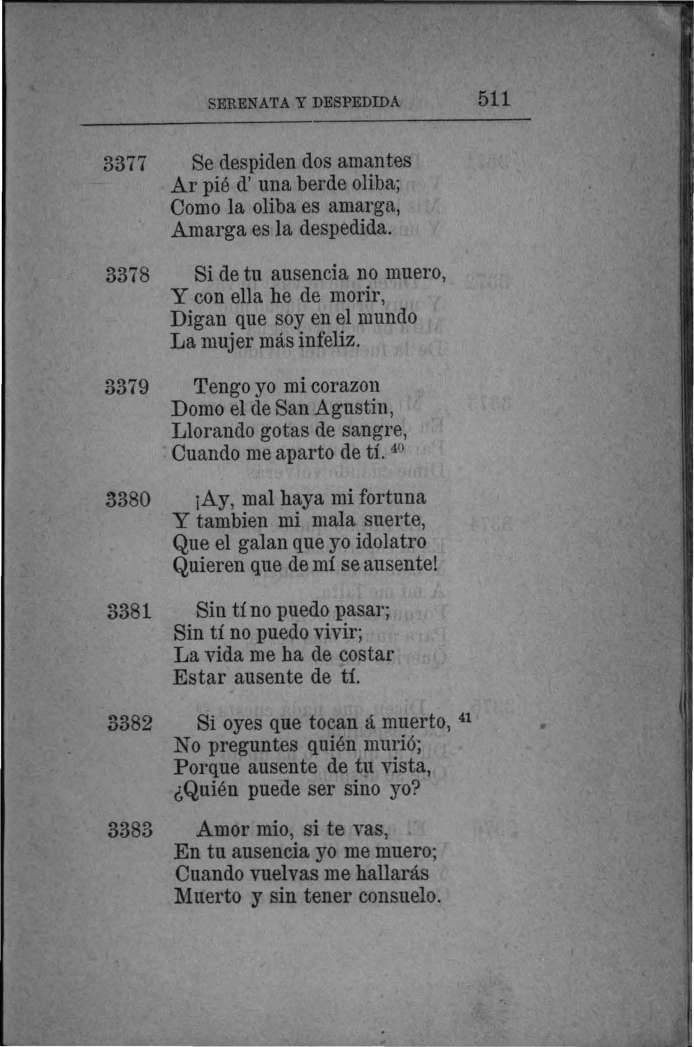 SERENATA Y DESPEDIDA 511
3377 Se despiden dos amantes
Ar pié d' una berde oliba;
Como la oliba es amarga,
Amarga es la despedida.
3378 Si de tu ausencia no muero,
Y con ella he de morir,
Digan que soy en el mundo
La mujer más infeliz.
3379 Tengo yo mi corazon
Domo el de San Agustin,
Llorando gotas de sangre,
Cuando me aparto de tí. 40
3380 ¡Ay, mal haya mi fortuna
Y tambien mi mala suerte,
Que el galan que yo idolatro
Quieren que de mí se ausente!
3381 Sin tí no puedo pasar;
Sin tí no puedo vivir;
La vida me ha de costar
Estar ausente de tí.
3382 Si oyes que tocan á muerto, 41
No preguntes quién murió;
Porque ausente de tu vista,
¿Quién puede ser sino yo?
3383 Amor mio, si te vas,
En tu ausencia yo me muero;
Cuando vuelvas me hallarás
Muerto y sin tener consuelo.